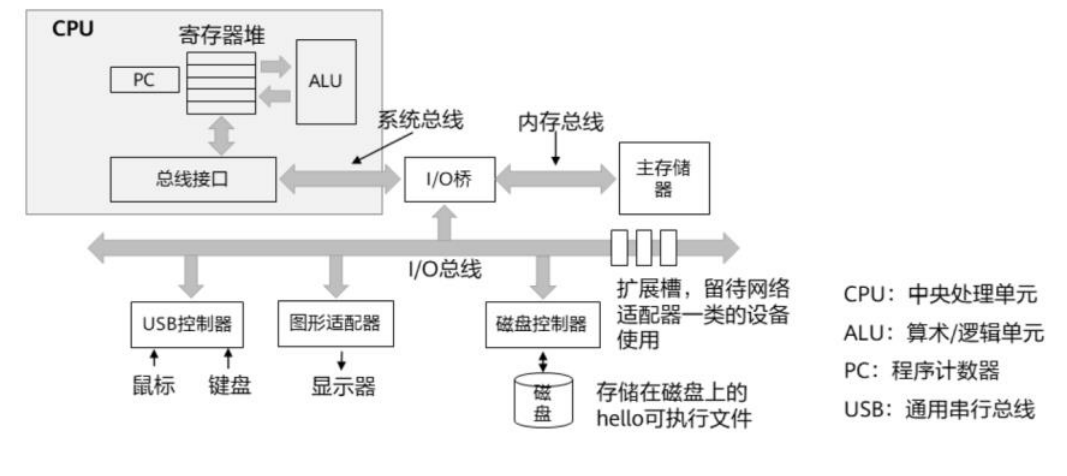 CPU
寄存器堆
PC
ALU
系统总线
内存总线
总线接口
I/O桥
主存储
器
I/O总线
扩展槽，留待网络
适配器一类的设备
使用
USB控制器
图形适配器
磁盘控制器
鼠标
键盘
显示器
磁
盘
存储在磁盘上的
hello可执行文件
CPU：中央处理单元
ALU：算术/逻辑单元
PC：程序计数器
USB：通用串行总线